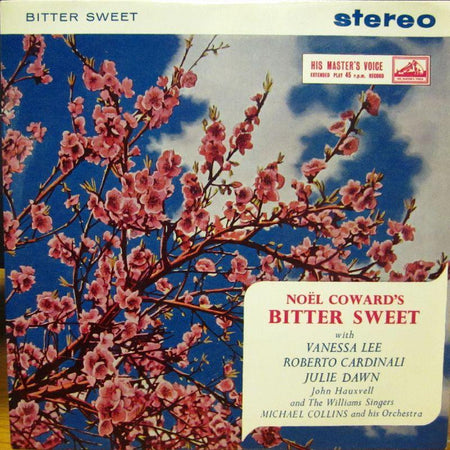 BITTER SWEET
stereo
HIS MASTER'S VOICE
EXTENDED PLAY 45 r.p.m. RECORD
NOËL COWARD'S
BITTER SWEET
with
VANESSA LEE
ROBERTO CARDINALI
JULIE DAWN
John Hauxvell
and The Williams Singers
MICHAEL COLLINS and his Orchestra